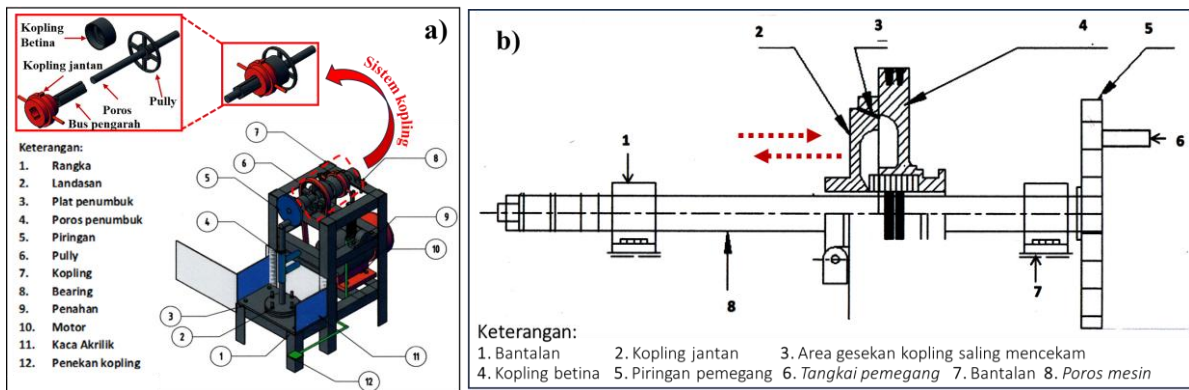 a)
Kopling
Betina
Kopling jantan
Poros
Bus pengarah
Pully
Sistem kopling
Keterangan:
1. Rangka
2. Landasan
3. Plat penumbuk
4. Poros penumbuk
5. Piringan
6. Pully
7. Kopling
8. Bearing
9. Penahan
10. Motor
11. Kaca Akrilik
12. Penekan kopling
7
6
5
4
3
2
1
8
9
10
11
12
b)
2
3
4
5
1
6
8
7
Keterangan:
1. Bantalan 2. Kopling jantan 3. Area gesekan kopling saling mencekam
4. Kopling betina 5. Piringan pemegang 6. Tangkai pemegang 7. Bantalan 8. Poros mesin